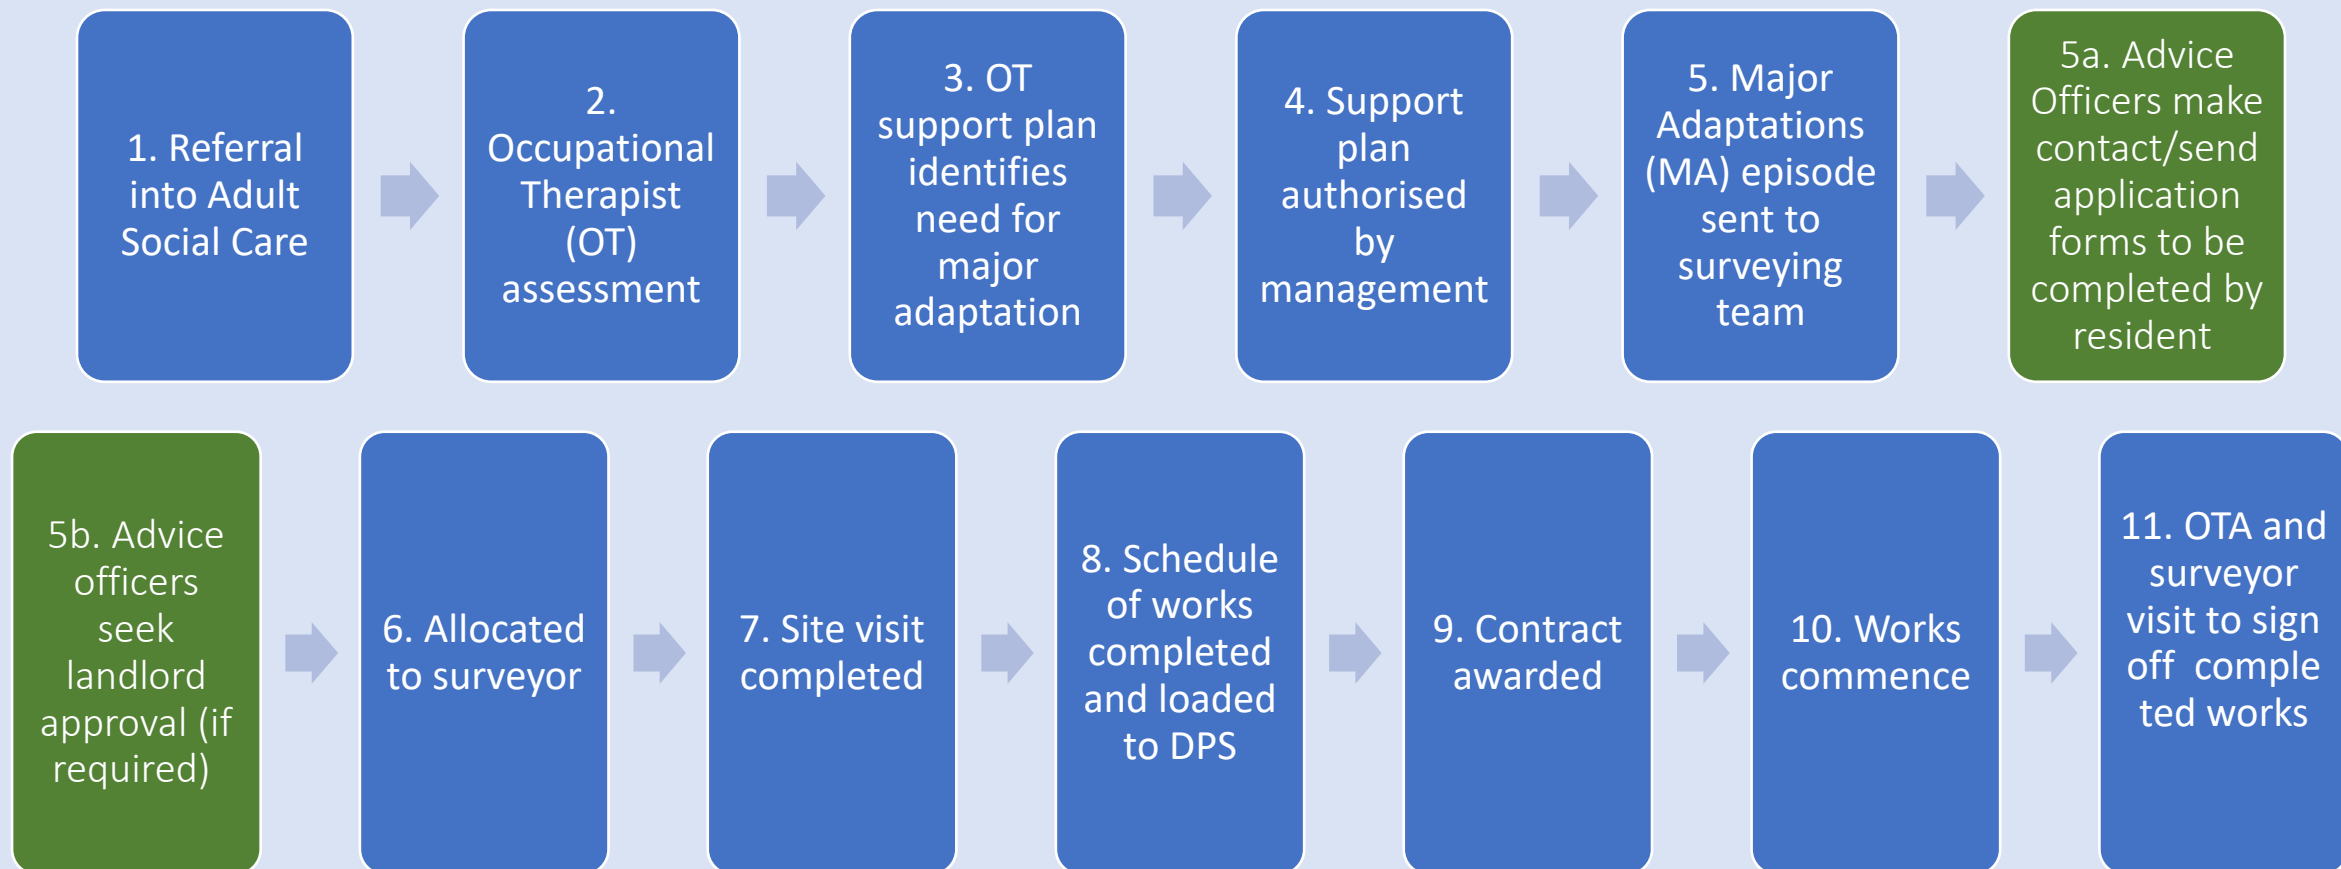 1. Referral
into Adult
Social Care
2.
Occupational
Therapist
(OT)
assessment
3. OT
support plan
identifies
need for
major
adaptation
4. Support
plan
authorised
by
management
5. Major
Adaptations
(MA) episode
sent to
surveying
team
5a. Advice
Officers make
contact/send
application
forms to be
completed by
resident
5b. Advice
officers
seek
landlord
approval (if
required)
6. Allocated
to surveyor
7. Site visit
completed
8. Schedule
of works
completed
and loaded
to DPS
9. Contract
awarded
10. Works
commence
11. OTA and
surveyor
visit to sign
off  comple
ted works